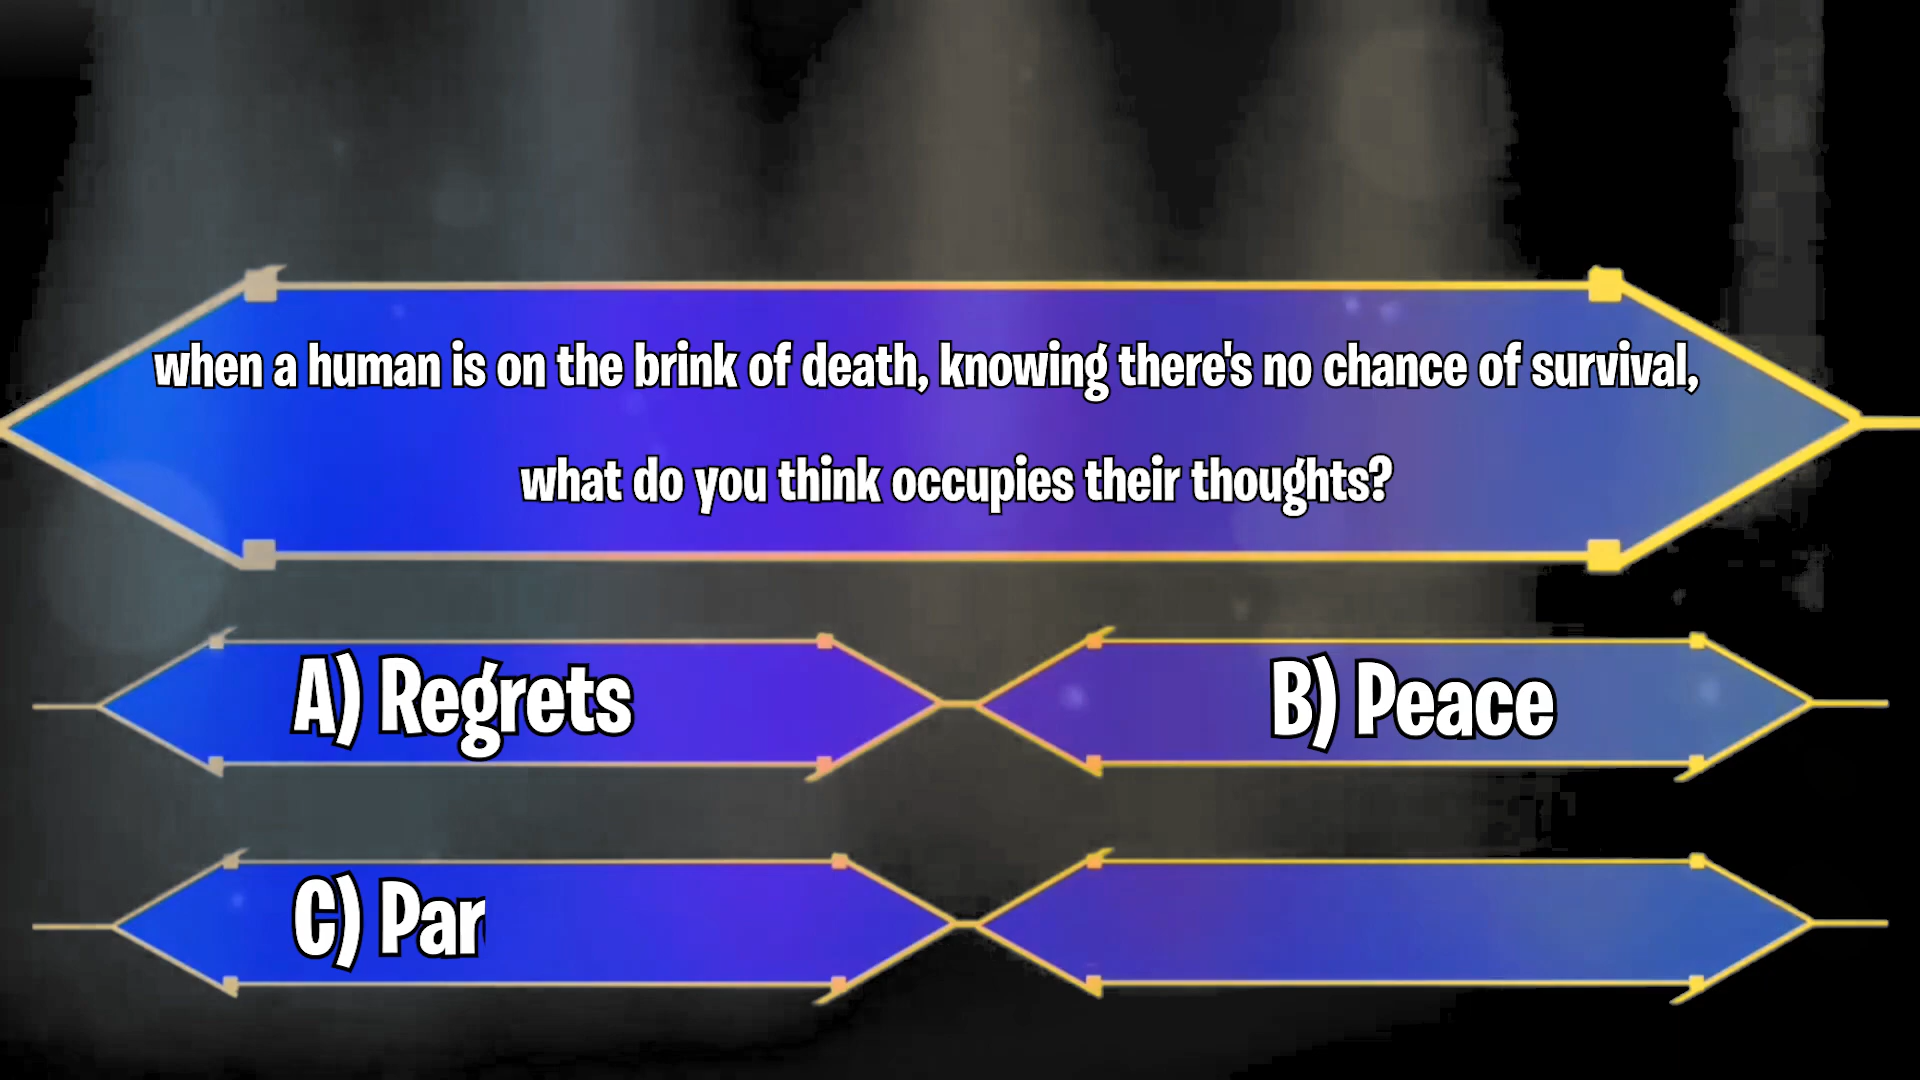 when a human is on the brink of death, knowing there's no chance of survival,
what do you think occupies their thoughts?
A) Regrets
B) Peace
C) Par